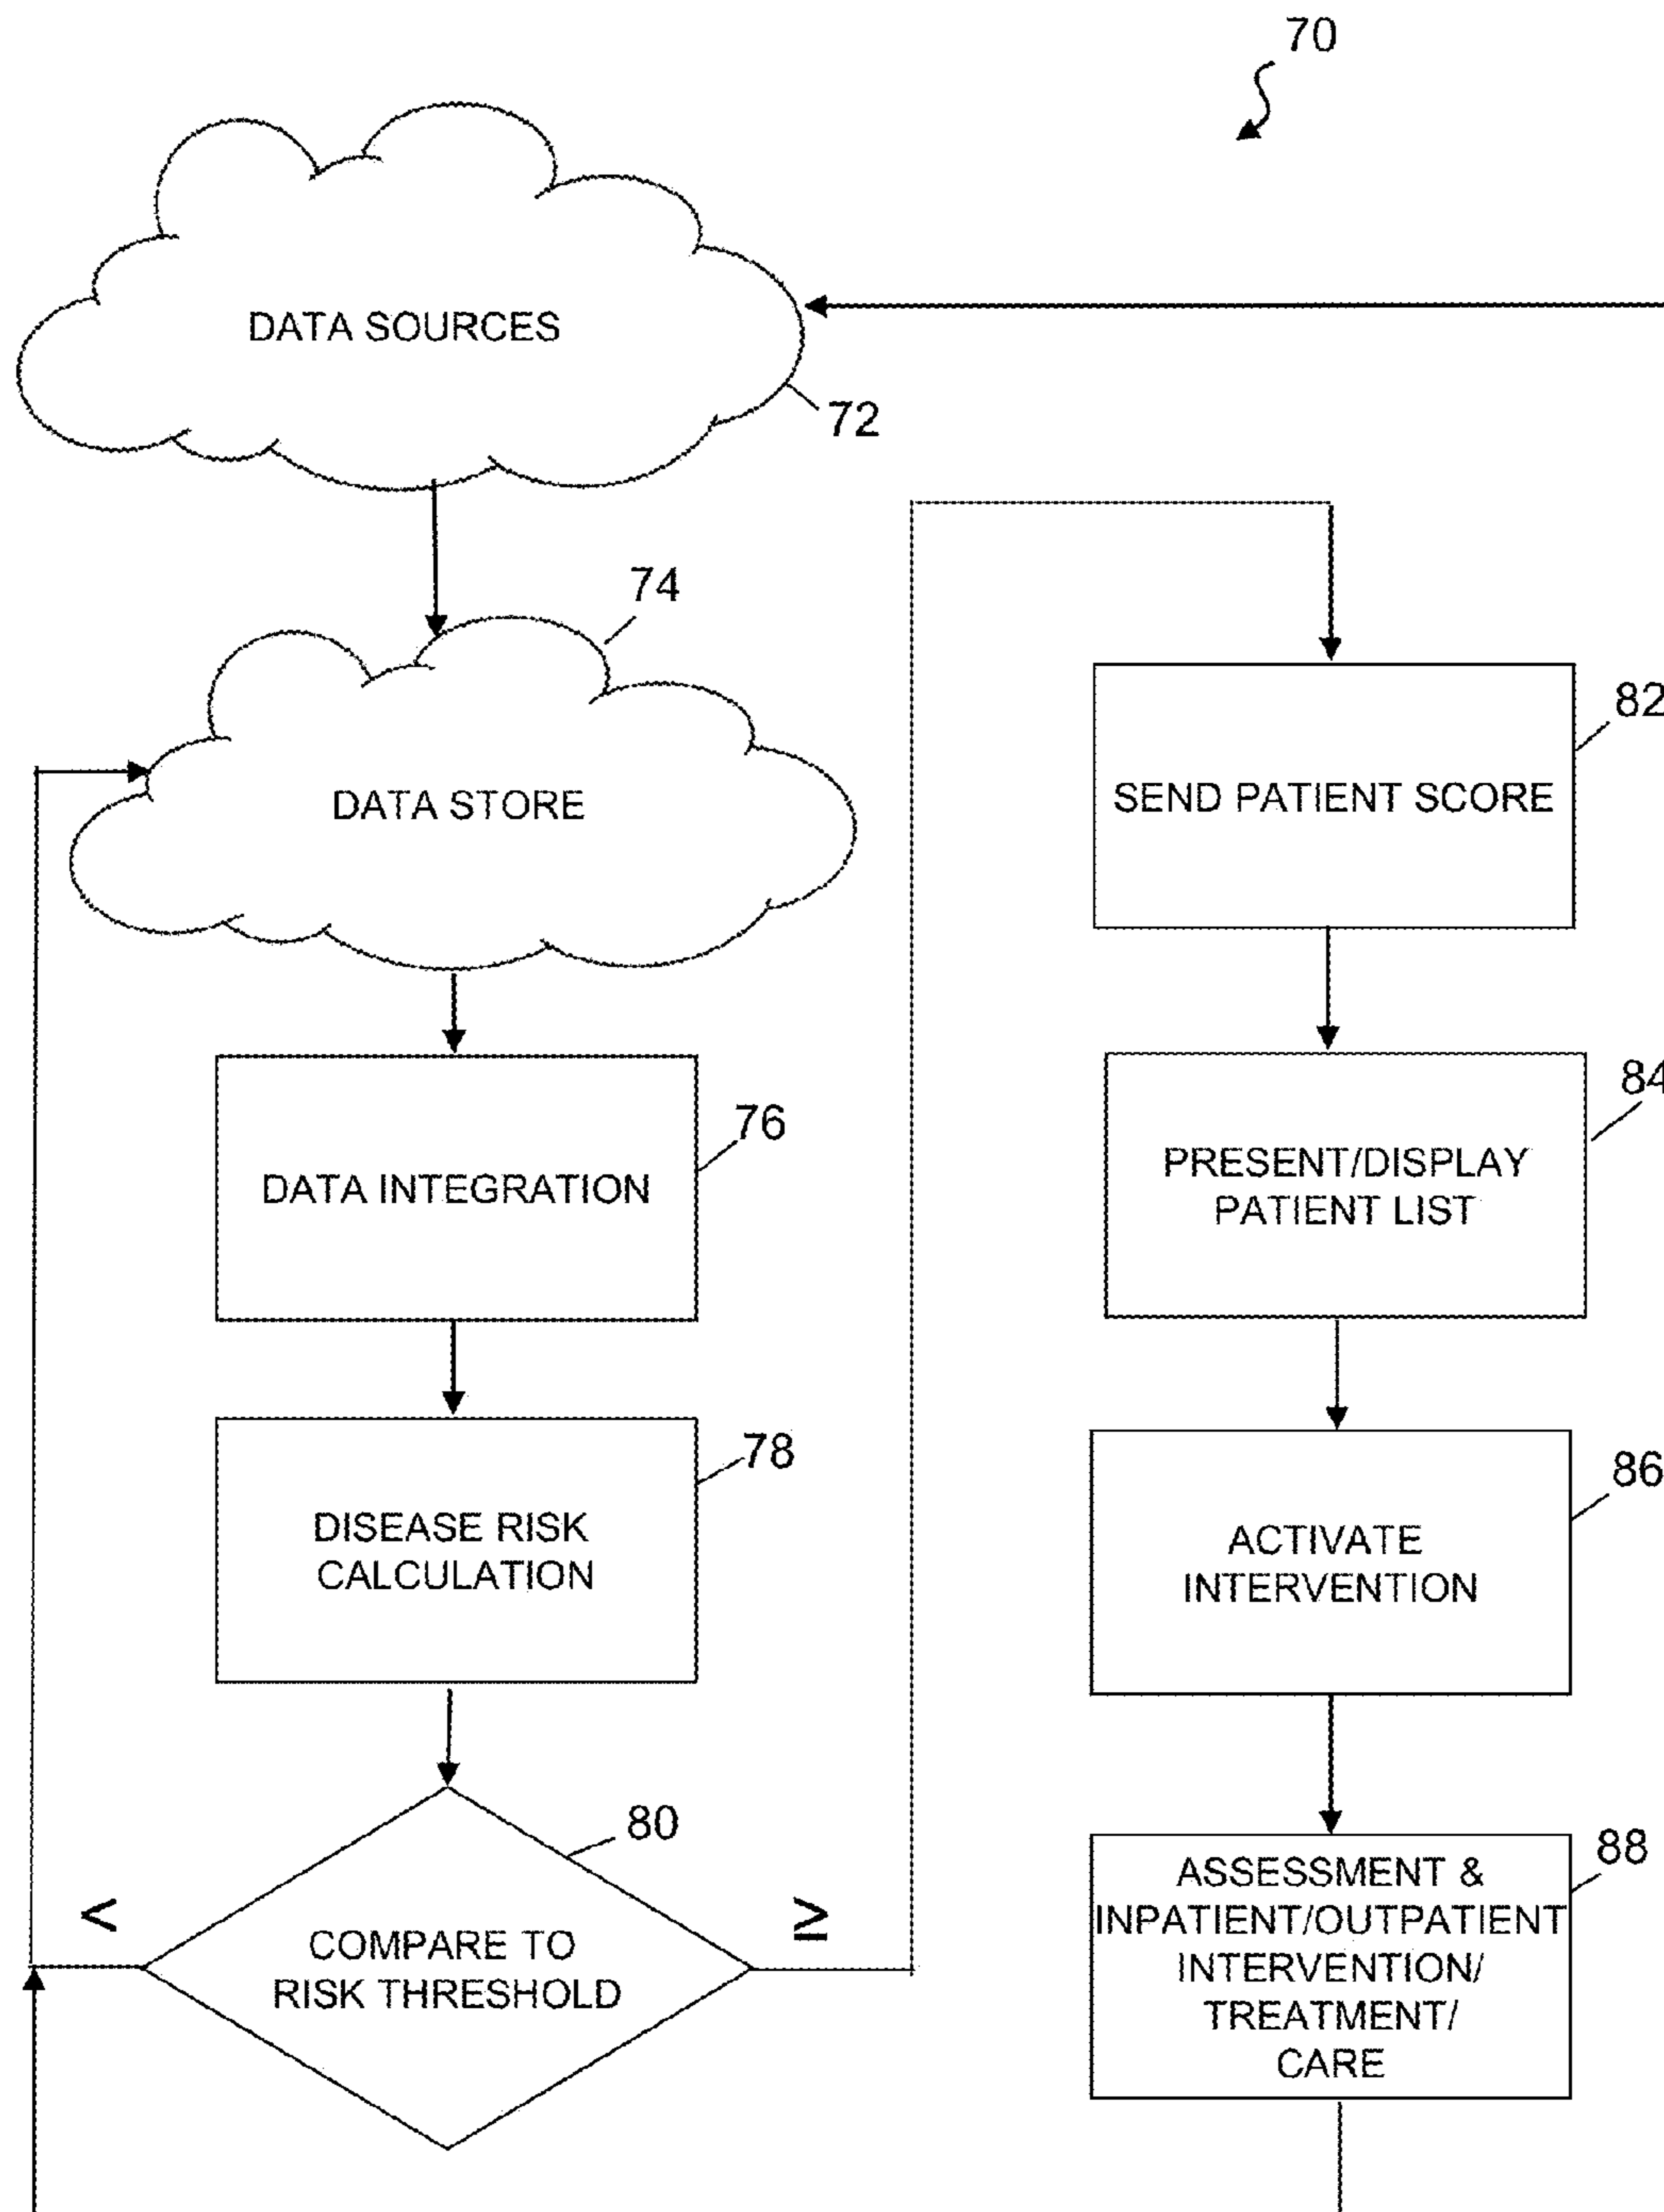 70
DATA SOURCES
72
74
DATA STORE
76
DATA INTEGRATION
78
DISEASE RISK
CALCULATION
80
<
≥
COMPARE TO
RISK THRESHOLD
82
SEND PATIENT SCORE
84
PRESENT/DISPLAY
PATIENT LIST
86
ACTIVATE
INTERVENTION
88
ASSESSMENT &
INPATIENT/OUTPATIENT
INTERVENTION/
TREATMENT/
CARE